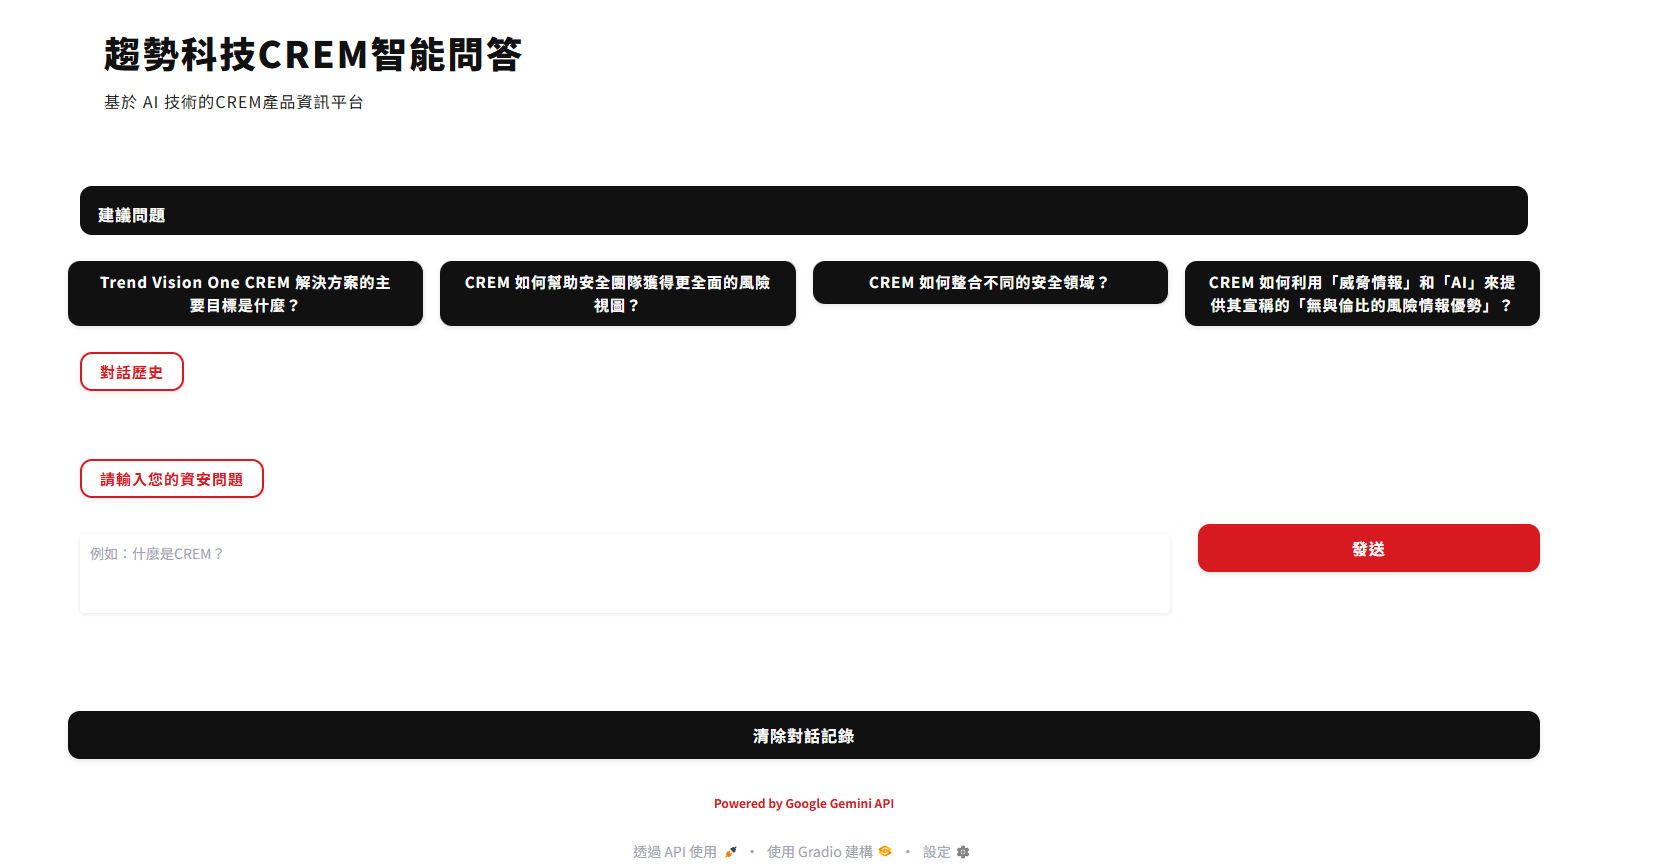 趨勢科技CREM智能問答
基於 AI 技術的CREM產品資訊平台
建議問題
Trend Vision One CREM 解決方案的主
要目標是什麼？
CREM 如何幫助安全團隊獲得更全面的風險
視圖？
CREM 如何整合不同的安全領域？
CREM 如何利用「威脅情報」和「AI」來提
供其宣稱的「無與倫比的風險情報優勢」？
對話歷史
請輸入您的資安問題
例如：什麼是CREM？
發送
清除對話記錄
Powered by Google Gemini API
透過 API 使用 · 使用 Gradio 建構 · 設定